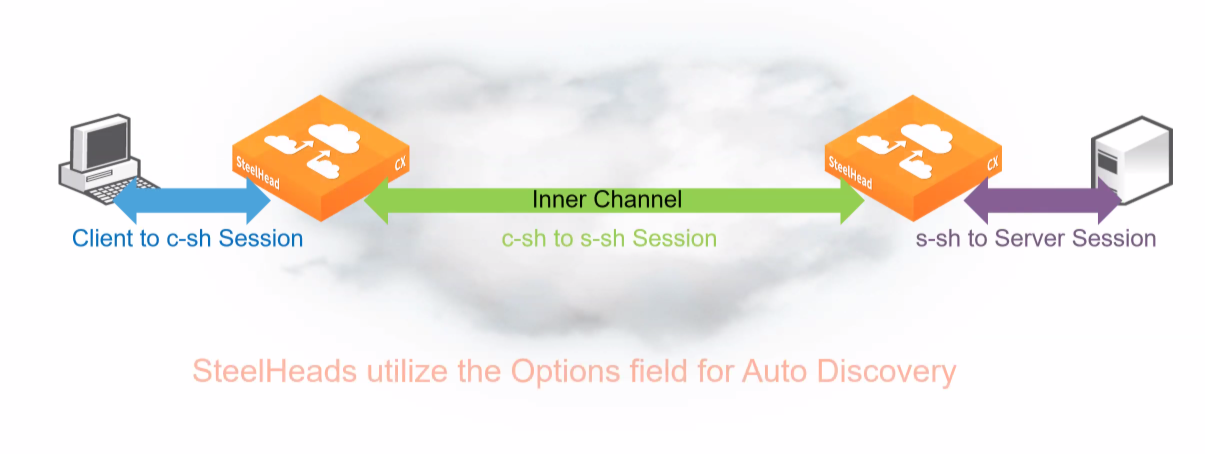 SteelHead CX
SteelHead CX
Inner Channel
Client to c-sh Session
c-sh to s-sh Session
s-sh to Server Session
SteelHeads utilize the Options field for Auto Discovery